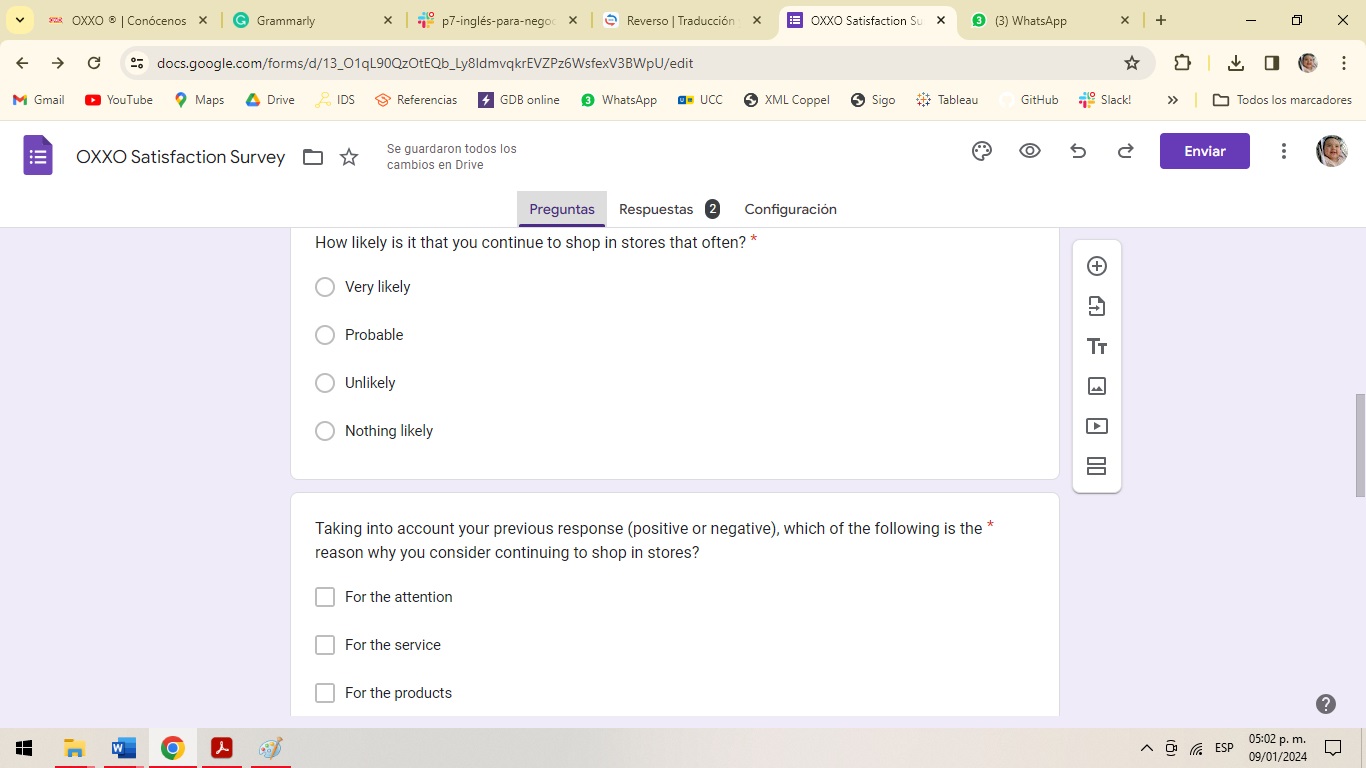 OXXO ® | Conócenos
Grammarly
p7-inglés-para-negoc
Reverso | Traducción
OXXO Satisfaction Su
(3) WhatsApp
docs.google.com/forms/d/13_O1qL90QzOtEQb_Ly8IdmvqkrEVZPz6WsfexV3BWpU/edit
Gmail YouTube Maps Drive IDS Referencias GDB online WhatsApp UCC XML Coppel Sigo Tableau GitHub Slack! » Todos los marcadores
OXXO Satisfaction Survey
Se guardaron todos los
cambios en Drive
Enviar
Preguntas Respuestas 2 Configuración
How likely is it that you continue to shop in stores that often? *
Very likely
Probable
Unlikely
Nothing likely
Taking into account your previous response (positive or negative), which of the following is the *
reason why you consider continuing to shop in stores?
For the attention
For the service
For the products
ESP
05:02 p. m.
09/01/2024